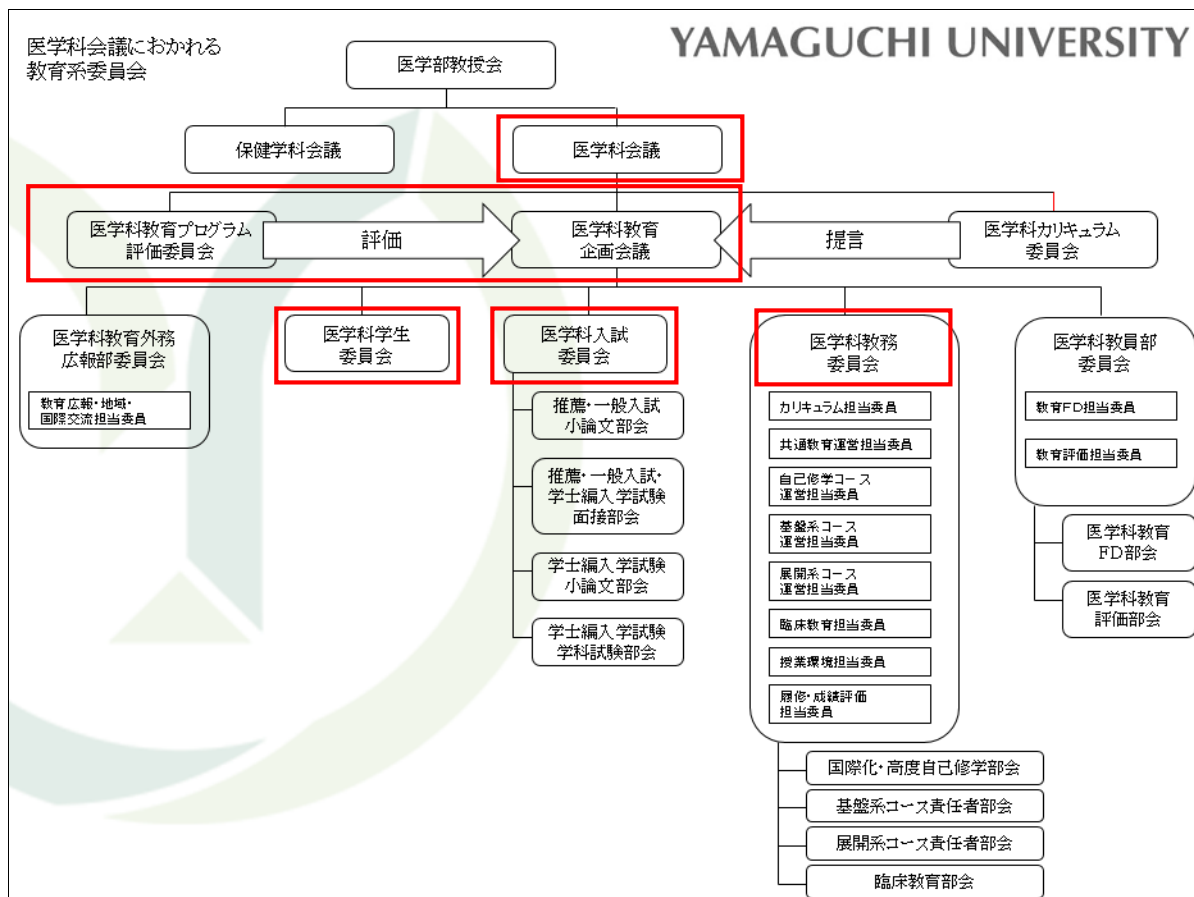 医学科会議におかれる
教育系委員会
YAMAGUCHI UNIVERSITY
医学部教授会
保健学科会議
医学科会議
医学科教育プログラム
評価委員会
評価
医学科教育
企画会議
提言
医学科カリキュラム
委員会
医学科教育外務
広報部委員会
教育広報・地域・
国際交流担当委員
医学科学生
委員会
医学科入試
委員会
推薦・一般入試
小論文部会
推薦・一般入試・
学士編入学試験
面接部会
学士編入学試験
小論文部会
学士編入学試験
学科試験部会
医学科教務
委員会
カリキュラム担当委員
共通教育運営担当委員
自己修学コース
運営担当委員
基盤系コース
運営担当委員
展開系コース
運営担当委員
臨床教育担当委員
授業環境担当委員
履修・成績評価
担当委員
国際化・高度自己修学部会
基盤系コース責任者部会
展開系コース責任者部会
臨床教育部会
医学科教員部
委員会
教育FD担当委員
教育評価担当委員
医学科教育
FD部会
医学科教育
評価部会